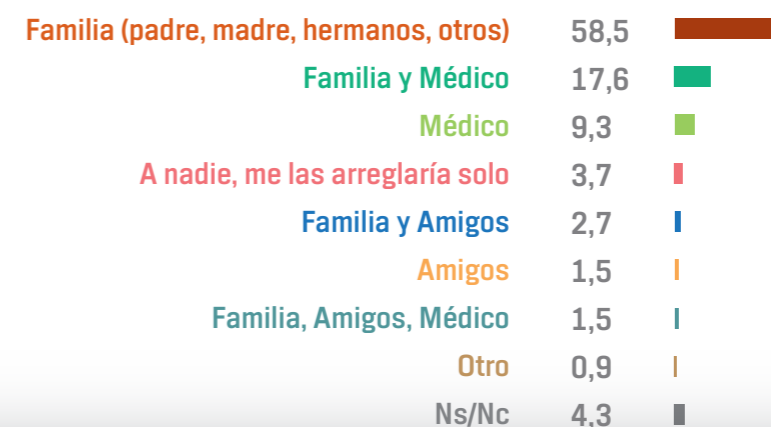 Familia (padre, madre, hermanos, otros) 58,5
Familia y Médico 17,6
Médico 9,3
A nadie, me las arreglaría solo 3,7
Familia y Amigos 2,7
Amigos 1,5
Familia, Amigos, Médico 1,5
Otro 0,9
Ns/Nc 4,3